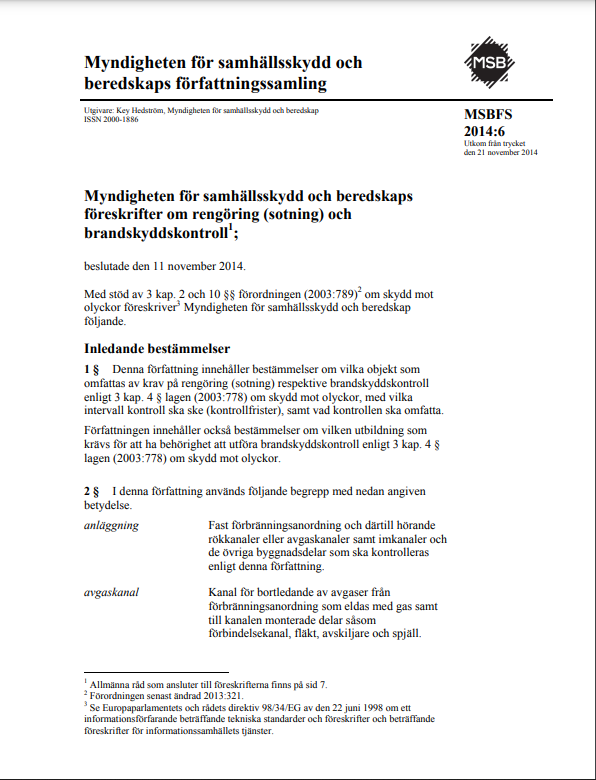 Myndigheten för samhällsskydd och
beredskaps författningssamling
MSB
Utgivare: Key Hedström, Myndigheten för samhällsskydd och beredskap
ISSN 2000-1886
MSBFS
2014:6
Utkom från trycket
den 21 november 2014
Myndigheten för samhällsskydd och beredskaps
föreskrifter om rengöring (sotning) och
brandskyddskontroll¹;
beslutade den 11 november 2014.
Med stöd av 3 kap. 2 och 10 §§ förordningen (2003:789)² om skydd mot
olyckor föreskriver³ Myndigheten för samhällsskydd och beredskap
följande.
Inledande bestämmelser
1 § Denna författning innehåller bestämmelser om vilka objekt som
omfattas av krav på rengöring (sotning) respektive brandskyddskontroll
enligt 3 kap. 4 § lagen (2003:778) om skydd mot olyckor, med vilka
intervall kontroll ska ske (kontrollfrister), samt vad kontrollen ska omfatta.
Författningen innehåller också bestämmelser om vilken utbildning som
krävs för att ha behörighet att utföra brandskyddskontroll enligt 3 kap. 4 §
lagen (2003:778) om skydd mot olyckor.
2 § I denna författning används följande begrepp med nedan angiven
betydelse.
anläggning Fast förbränningsanordning och därtill hörande
rökkanaler eller avgaskanaler samt imkanaler och
de övriga byggnadsdelar som ska kontrolleras
enligt denna författning.
avgaskanal Kanal för bortledande av avgaser från
förbränningsanordning som eldas med gas samt
till kanalen monterade delar såsom
förbindelsekanal, fläkt, avskiljare och spjäll.
¹ Allmänna råd som ansluter till föreskrifterna finns på sid 7.
² Förordningen senast ändrad 2013:321.
³ Se Europaparlamentets och rådets direktiv 98/34/EG av den 22 juni 1998 om ett
informationsförfarande beträffande tekniska standarder och föreskrifter och beträffande
föreskrifter för informationssamhällets tjänster.